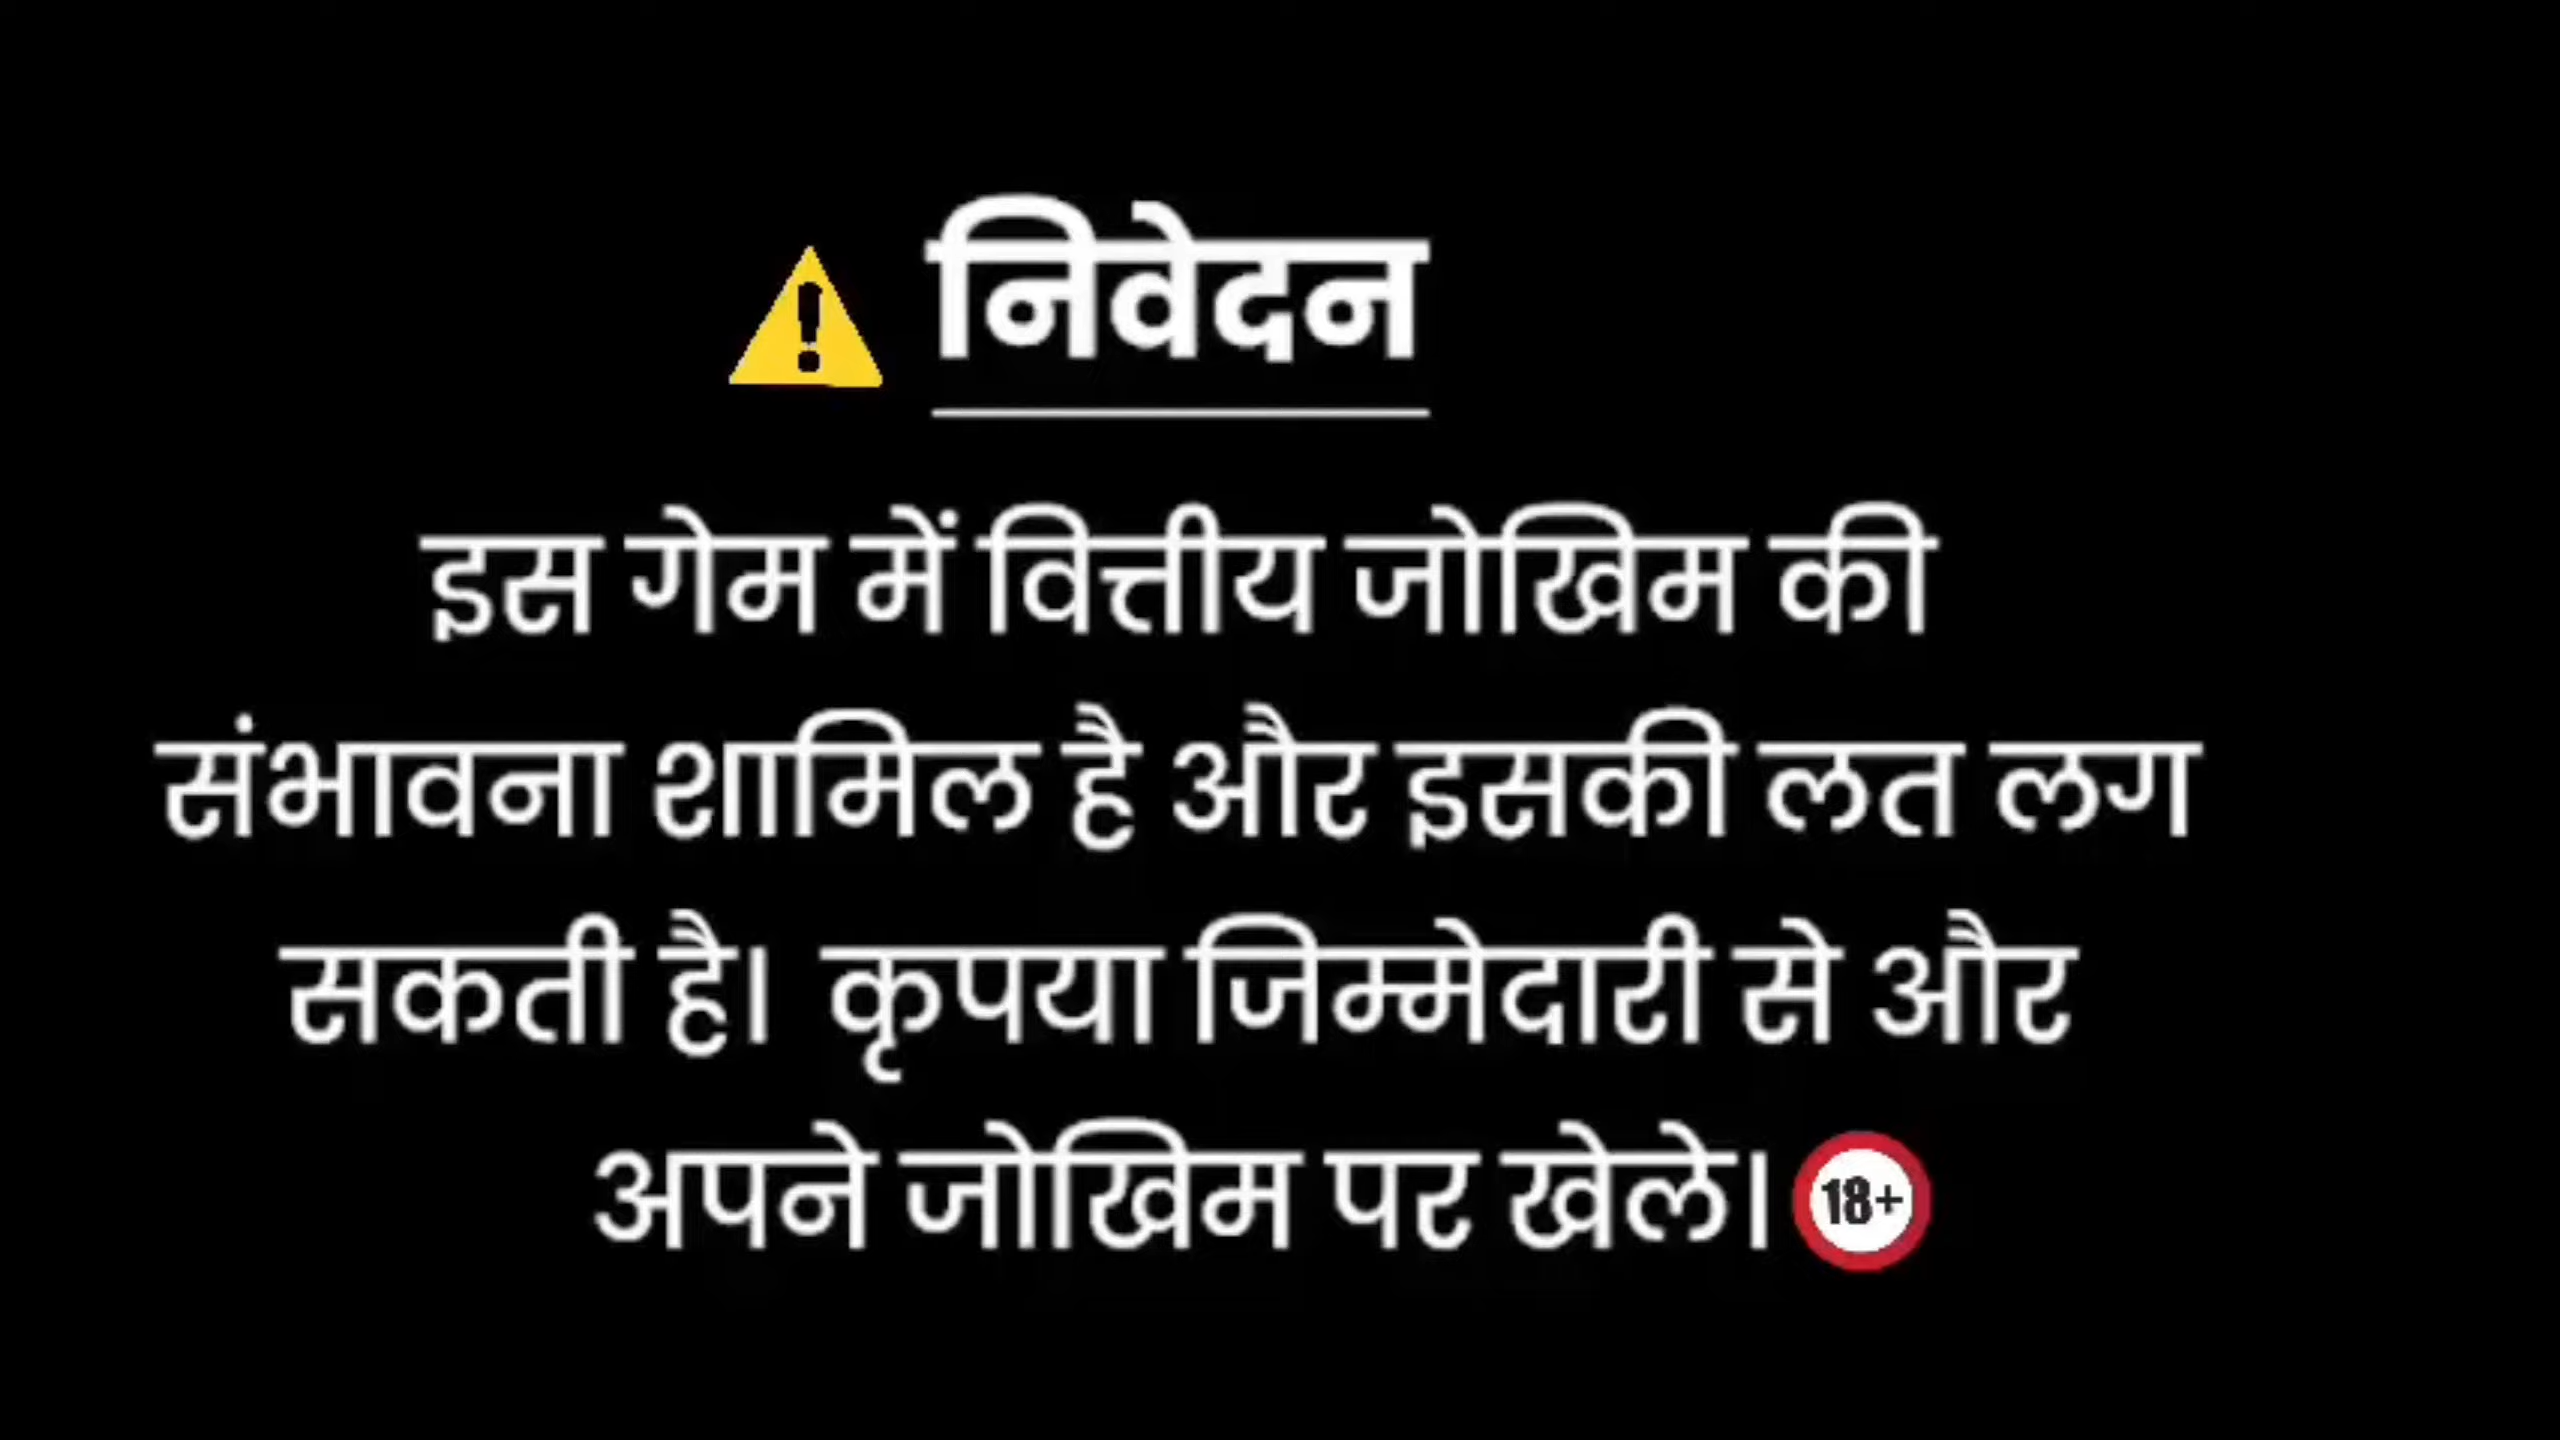 निवेदन
इस गेम में वित्तीय जोखिम की
संभावना शामिल है और इसकी लत लग
सकती है। कृपया जिम्मेदारी से और
अपने जोखिम पर खेले। 18+